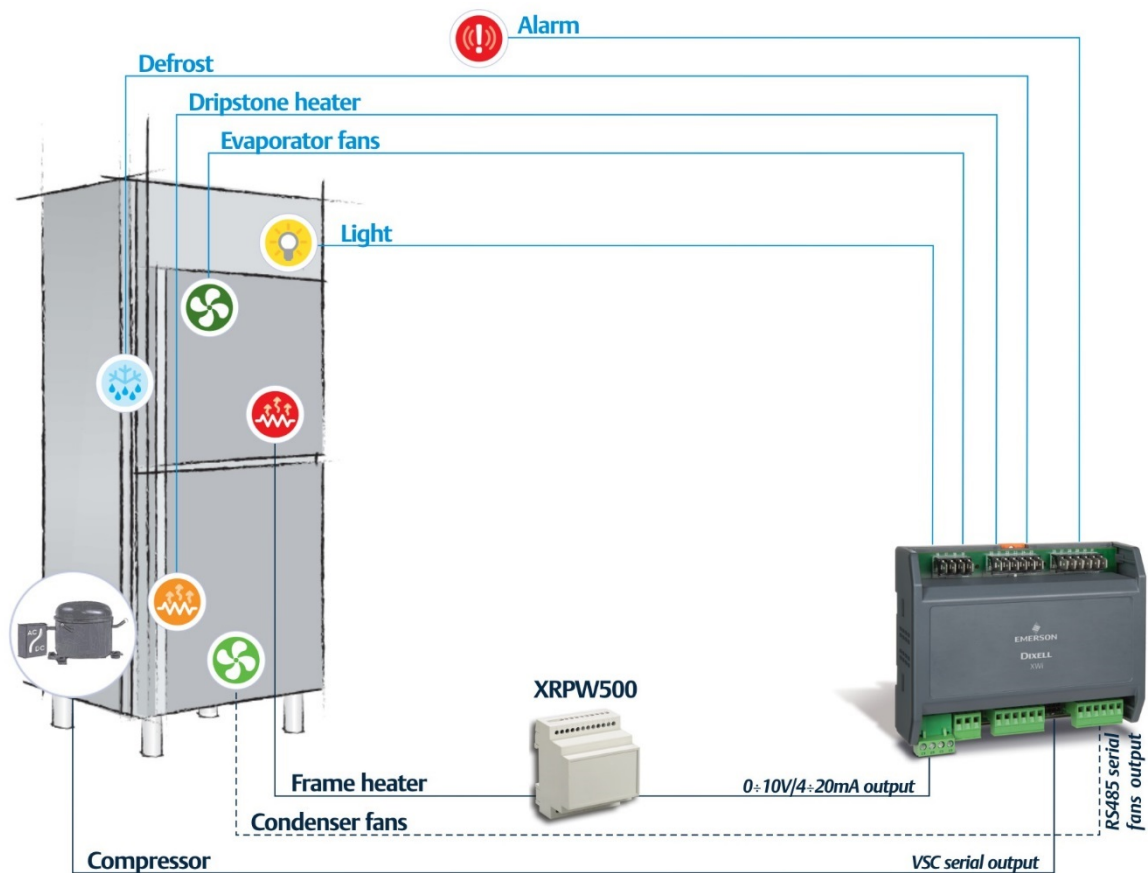 Alarm
Defrost
Dripstone heater
Evaporator fans
Light
AC
DC
EMERSON
DIXELL
XWi
XRPW500
Frame heater
0÷10V/4÷20mA output
RS485 serial
fans output
Condenser fans
Compressor
VSC serial output